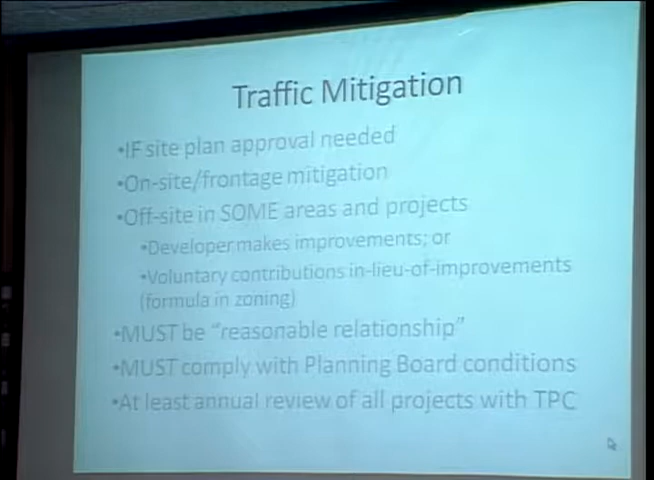 Traffic Mitigation
•IF site plan approval needed
•On-site/frontage mitigation
•Off-site in SOME areas and projects
•Developer makes improvements; or
•Voluntary contributions in-lieu-of-improvements
(formula in zoning)
•MUST be “reasonable relationship”
•MUST comply with Planning Board conditions
•At least annual review of all projects with TPC